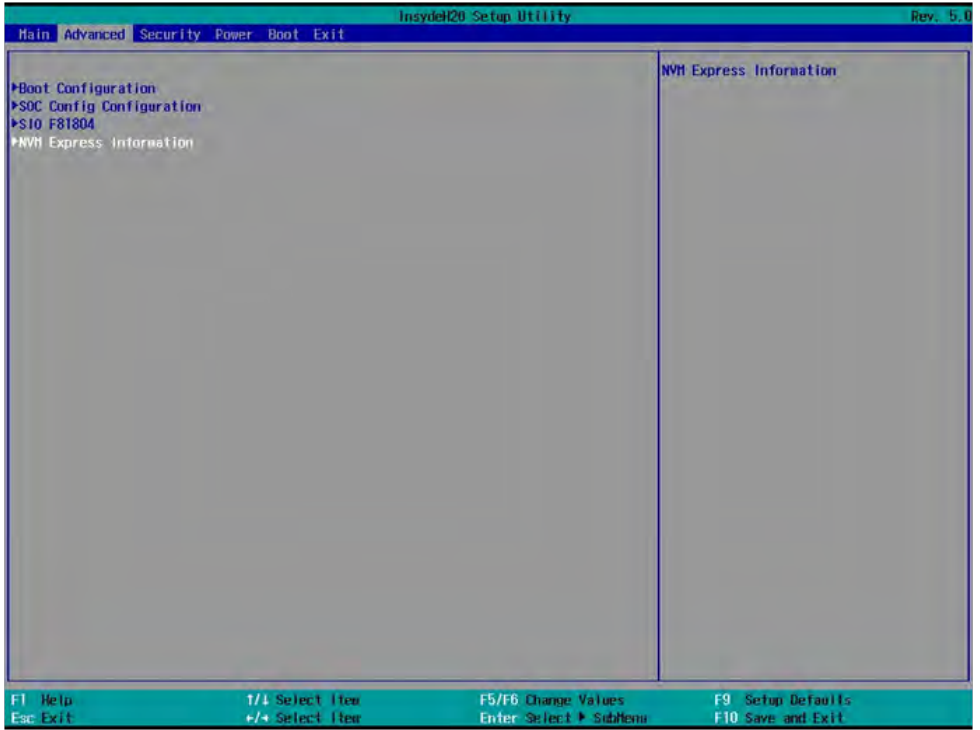 InsydeH20 Setup Utility Rev. 5.0
Main Advanced Security Power Boot Exit
▶Boot Configuration
▶SOC Config Configuration
▶SIO F81804
▶NVM Express Information
NVM Express Information
F1 Help ↑/↓ Select Item F5/F6 Change Values F9 Setup Defaults
Esc Exit ←/→ Select Item Enter Select ▶ SubMenu F10 Save and Exit